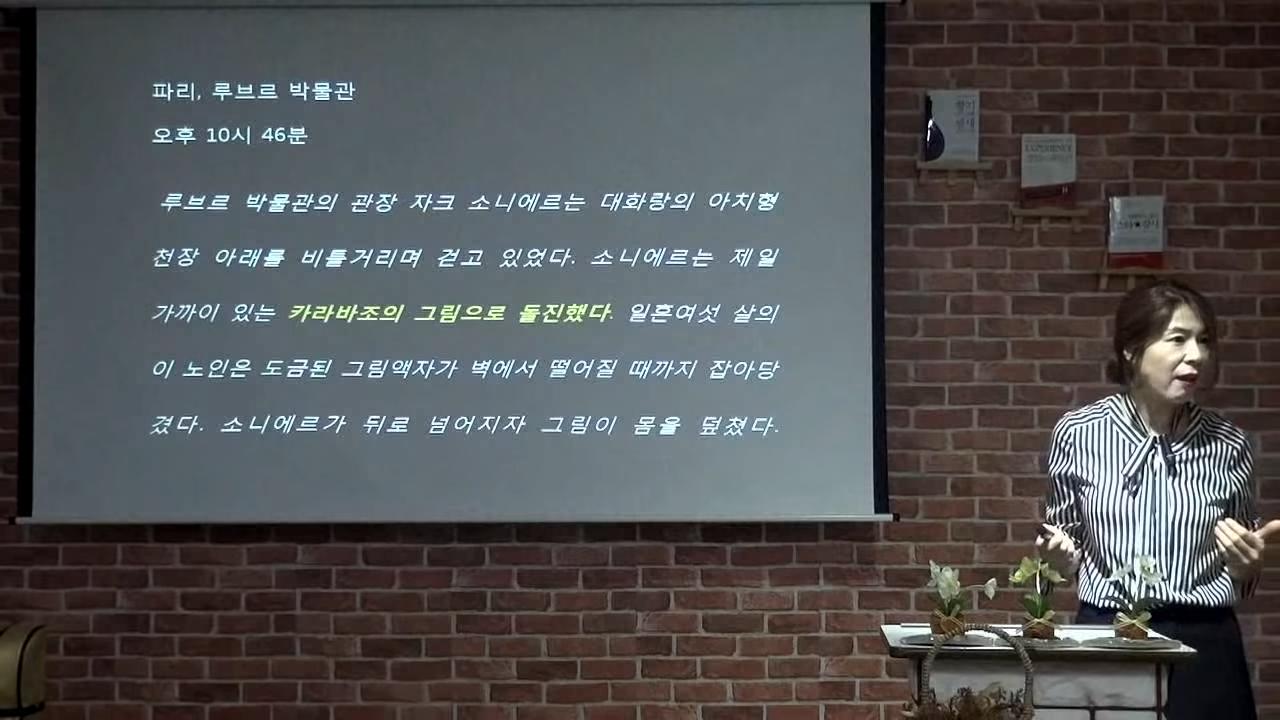 파리, 루브르 박물관
오후 10시 46분
루브르 박물관의 관장 자크 소니에르는 대화랑의 아치형
천장 아래를 비틀거리며 걷고 있었다. 소니에르는 제일
가까이 있는 카라바조의 그림으로 돌진했다. 일흔여섯 살의
이 노인은 도금된 그림액자가 벽에서 떨어질 때까지 잡아당
겼다. 소니에르가 뒤로 넘어지자 그림이 몸을 덮쳤다.
EXPERIENCE